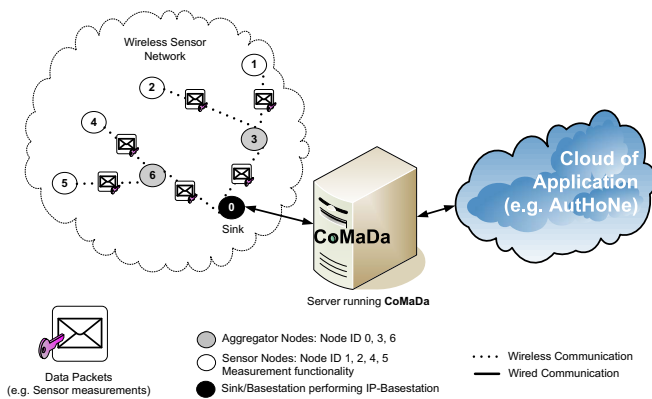 Wireless Sensor
Network
1
2
4
3
6
5
0
Sink
CoMaDa
Server running CoMaDa
Cloud of
Application
(e.g. AutHoNe)
Data Packets
(e.g. Sensor measurements)
Aggregator Nodes: Node ID 0, 3, 6
Sensor Nodes: Node ID 1, 2, 4, 5
Measurement functionality
Sink/Basestation performing IP-Basestation
Wireless Communication
Wired Communication